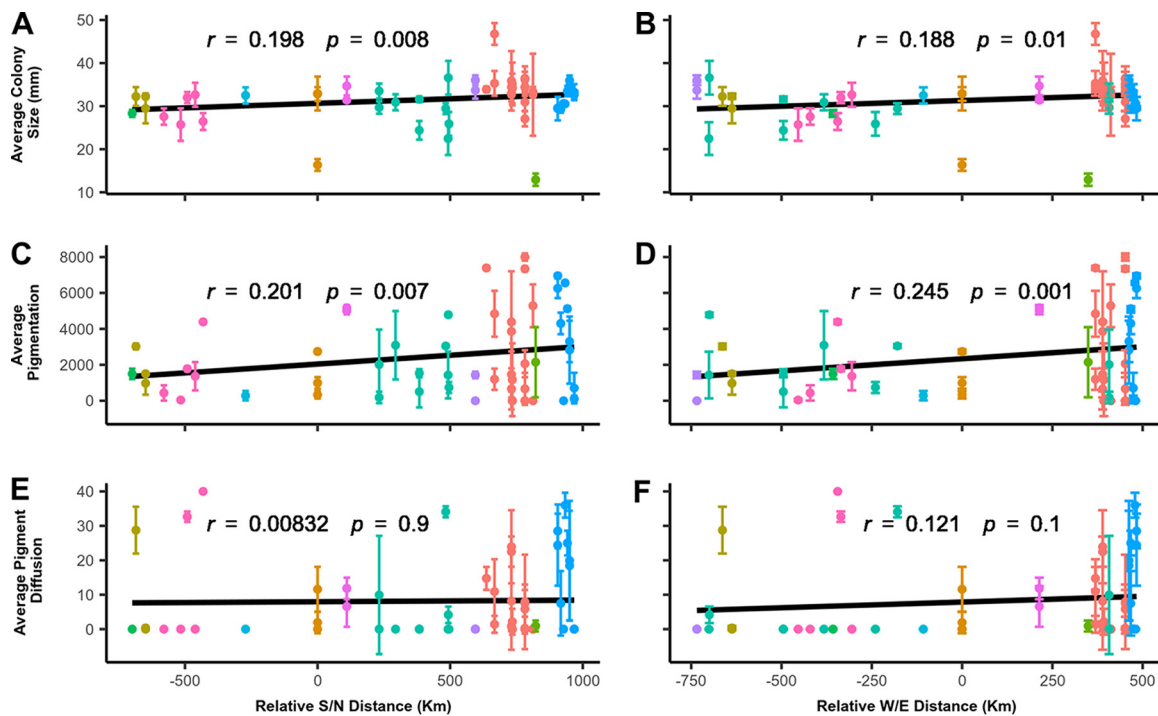 A
B
Average Colony
Size (mm)
50
40
30
20
10
r = 0.198 p = 0.008
r = 0.188 p = 0.01
C
D
Average
Pigmentation
8000
6000
4000
2000
0
r = 0.201 p = 0.007
r = 0.245 p = 0.001
E
F
Average Pigment
Diffusion
40
30
20
10
0
r = 0.00832 p = 0.9
r = 0.121 p = 0.1
-500 0 500 1000
-750 -500 -250 0 250 500
Relative S/N Distance (Km)
Relative W/E Distance (Km)